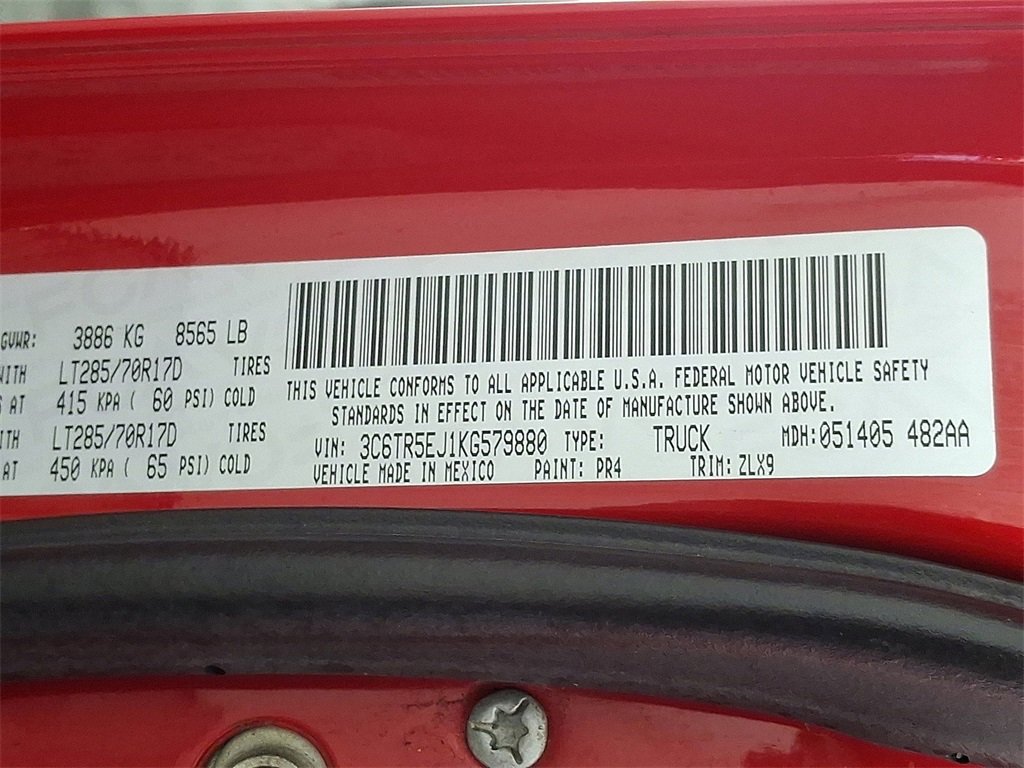 GVWR: 3886 KG 8565 LB
WITH LT285/70R17D TIRES
AT 415 KPA ( 60 PSI) COLD
LT285/70R17D TIRES
AT 450 KPA ( 65 PSI) COLD
THIS VEHICLE CONFORMS TO ALL APPLICABLE U.S.A. FEDERAL MOTOR VEHICLE SAFETY
STANDARDS IN EFFECT ON THE DATE OF MANUFACTURE SHOWN ABOVE.
VIN: 3C6TR5EJ1KG579880 TYPE: TRUCK MDH: 051405 482AA
VEHICLE MADE IN MEXICO PAINT: PR4 TRIM: ZLX9